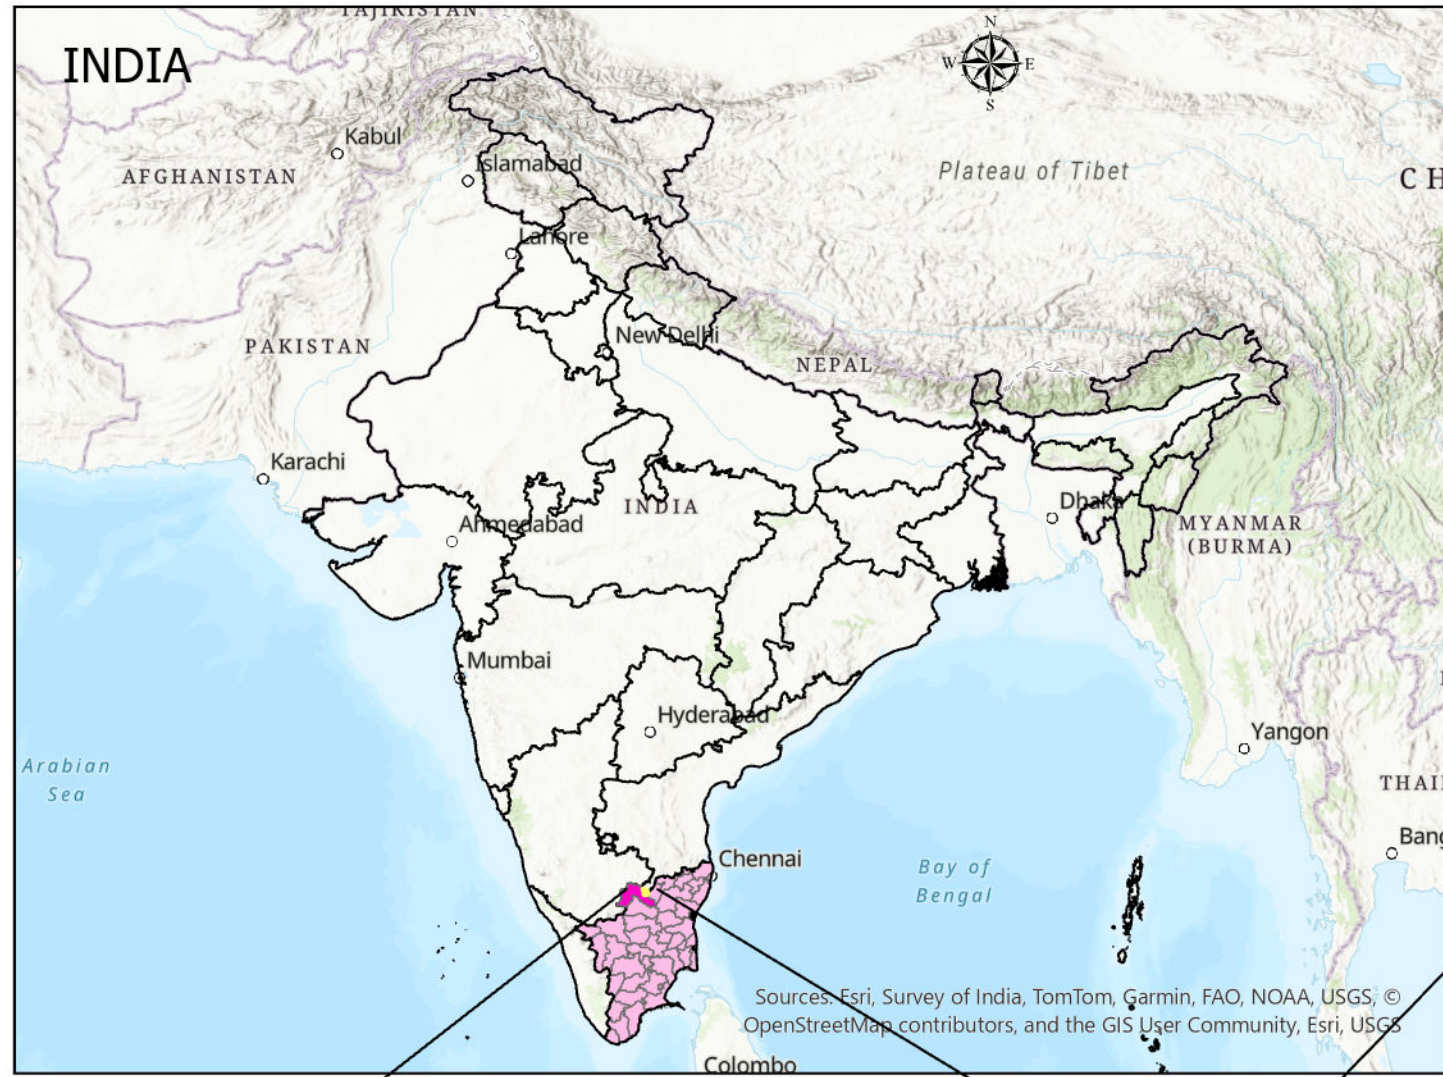 TAJIKISTAN
INDIA
N
W E
S
Kabul
Islamabad
AFGHANISTAN
Plateau of Tibet
CH
Lahore
New Delhi
PAKISTAN
NEPAL
Karachi
INDIA
Dhaka
Ahmedabad
MYANMAR
(BURMA)
Mumbai
Hyderabad
Yangon
Arabian
Sea
THAI
Bang
Chennai
Bay of
Bengal
Sources: Esri, Survey of India, TomTom, Garmin, FAO, NOAA, USGS, ©
OpenStreetMap contributors, and the GIS User Community, Esri, USGS
Colombo